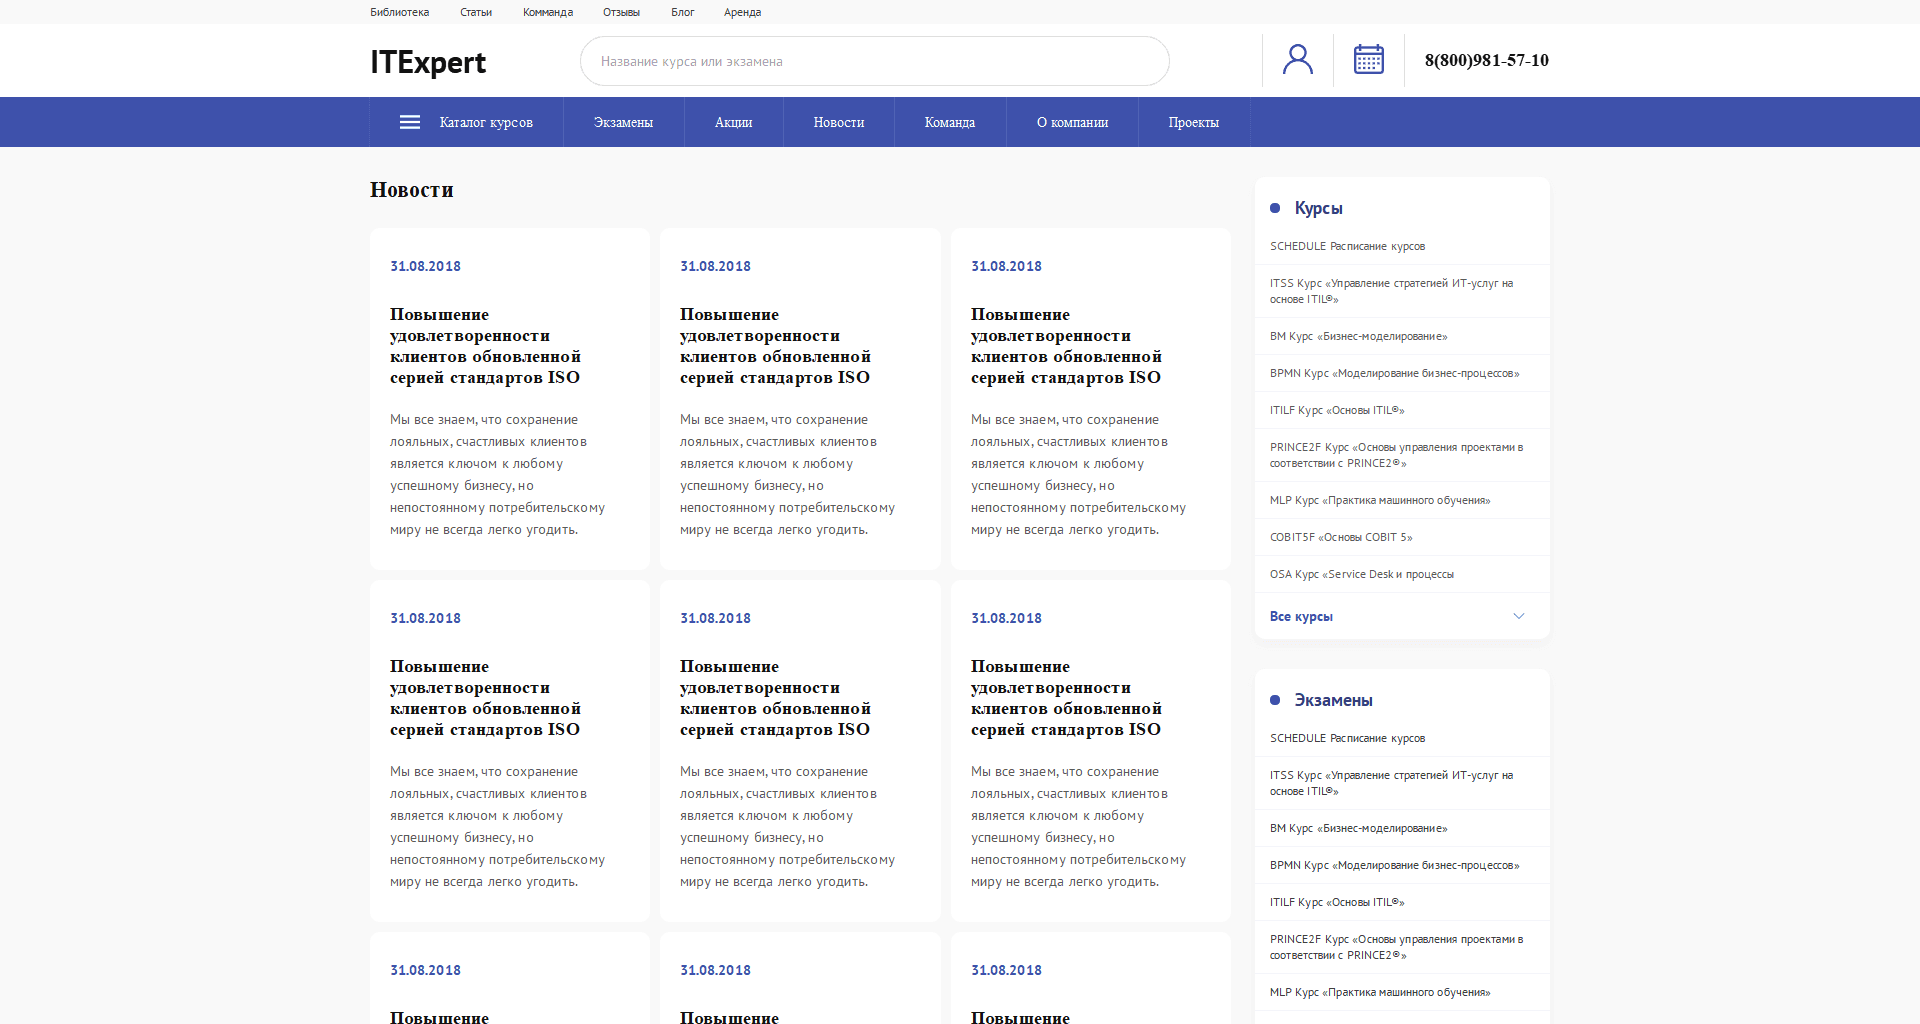 Библиотека Статьи Комманда Отзывы Блог Аренда
ITExpert
Название курса или экзамена
8(800)981-57-10
Каталог курсов Экзамены Акции Новости Команда О компании Проекты
Новости
31.08.2018
Повышение
удовлетворенности
клиентов обновленной
серией стандартов ISO
Мы все знаем, что сохранение
лояльных, счастливых клиентов
является ключом к любому
успешному бизнесу, но
непостоянному потребительскому
миру не всегда легко угодить.
31.08.2018
Повышение
удовлетворенности
клиентов обновленной
серией стандартов ISO
Мы все знаем, что сохранение
лояльных, счастливых клиентов
является ключом к любому
успешному бизнесу, но
непостоянному потребительскому
миру не всегда легко угодить.
31.08.2018
Повышение
удовлетворенности
клиентов обновленной
серией стандартов ISO
Мы все знаем, что сохранение
лояльных, счастливых клиентов
является ключом к любому
успешному бизнесу, но
непостоянному потребительскому
миру не всегда легко угодить.
31.08.2018
Повышение
удовлетворенности
клиентов обновленной
серией стандартов ISO
Мы все знаем, что сохранение
лояльных, счастливых клиентов
является ключом к любому
успешному бизнесу, но
непостоянному потребительскому
миру не всегда легко угодить.
31.08.2018
Повышение
удовлетворенности
клиентов обновленной
серией стандартов ISO
Мы все знаем, что сохранение
лояльных, счастливых клиентов
является ключом к любому
успешному бизнесу, но
непостоянному потребительскому
миру не всегда легко угодить.
31.08.2018
Повышение
удовлетворенности
клиентов обновленной
серией стандартов ISO
Мы все знаем, что сохранение
лояльных, счастливых клиентов
является ключом к любому
успешному бизнесу, но
непостоянному потребительскому
миру не всегда легко угодить.
31.08.2018
Повышение
31.08.2018
Повышение
31.08.2018
Повышение
Курсы
SCHEDULE Расписание курсов
ITSS Курс «Управление стратегией ИТ-услуг на
основе ITIL®»
BM Курс «Бизнес-моделирование»
BPMN Курс «Моделирование бизнес-процессов»
ITILF Курс «Основы ITIL®»
PRINCE2F Курс «Основы управления проектами в
соответствии с PRINCE2®»
MLP Курс «Практика машинного обучения»
COBIT5F «Основы COBIT 5»
OSA Курс «Service Desk и процессы
Все курсы
Экзамены
SCHEDULE Расписание курсов
ITSS Курс «Управление стратегией ИТ-услуг на
основе ITIL®»
BM Курс «Бизнес-моделирование»
BPMN Курс «Моделирование бизнес-процессов»
ITILF Курс «Основы ITIL®»
PRINCE2F Курс «Основы управления проектами в
соответствии с PRINCE2®»
MLP Курс «Практика машинного обучения»